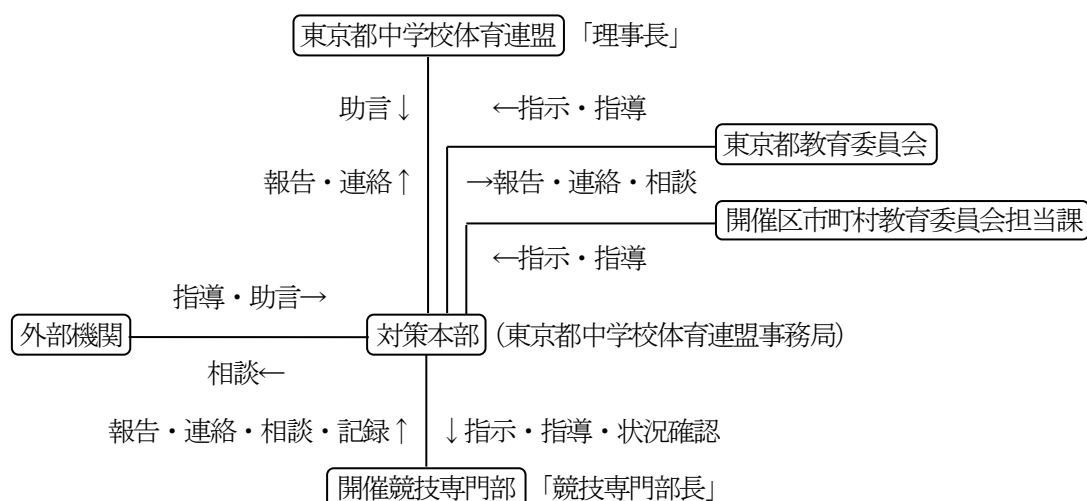 東京都中学校体育連盟 「理事長」
助言↓ ←指示・指導
東京都教育委員会
報告・連絡↑ →報告・連絡・相談
開催区市町村教育委員会担当課
←指示・指導
指導・助言→
外部機関 対策本部 (東京都中学校体育連盟事務局)
相談←
報告・連絡・相談・記録↑ ↓指示・指導・状況確認
開催競技専門部 「競技専門部長」